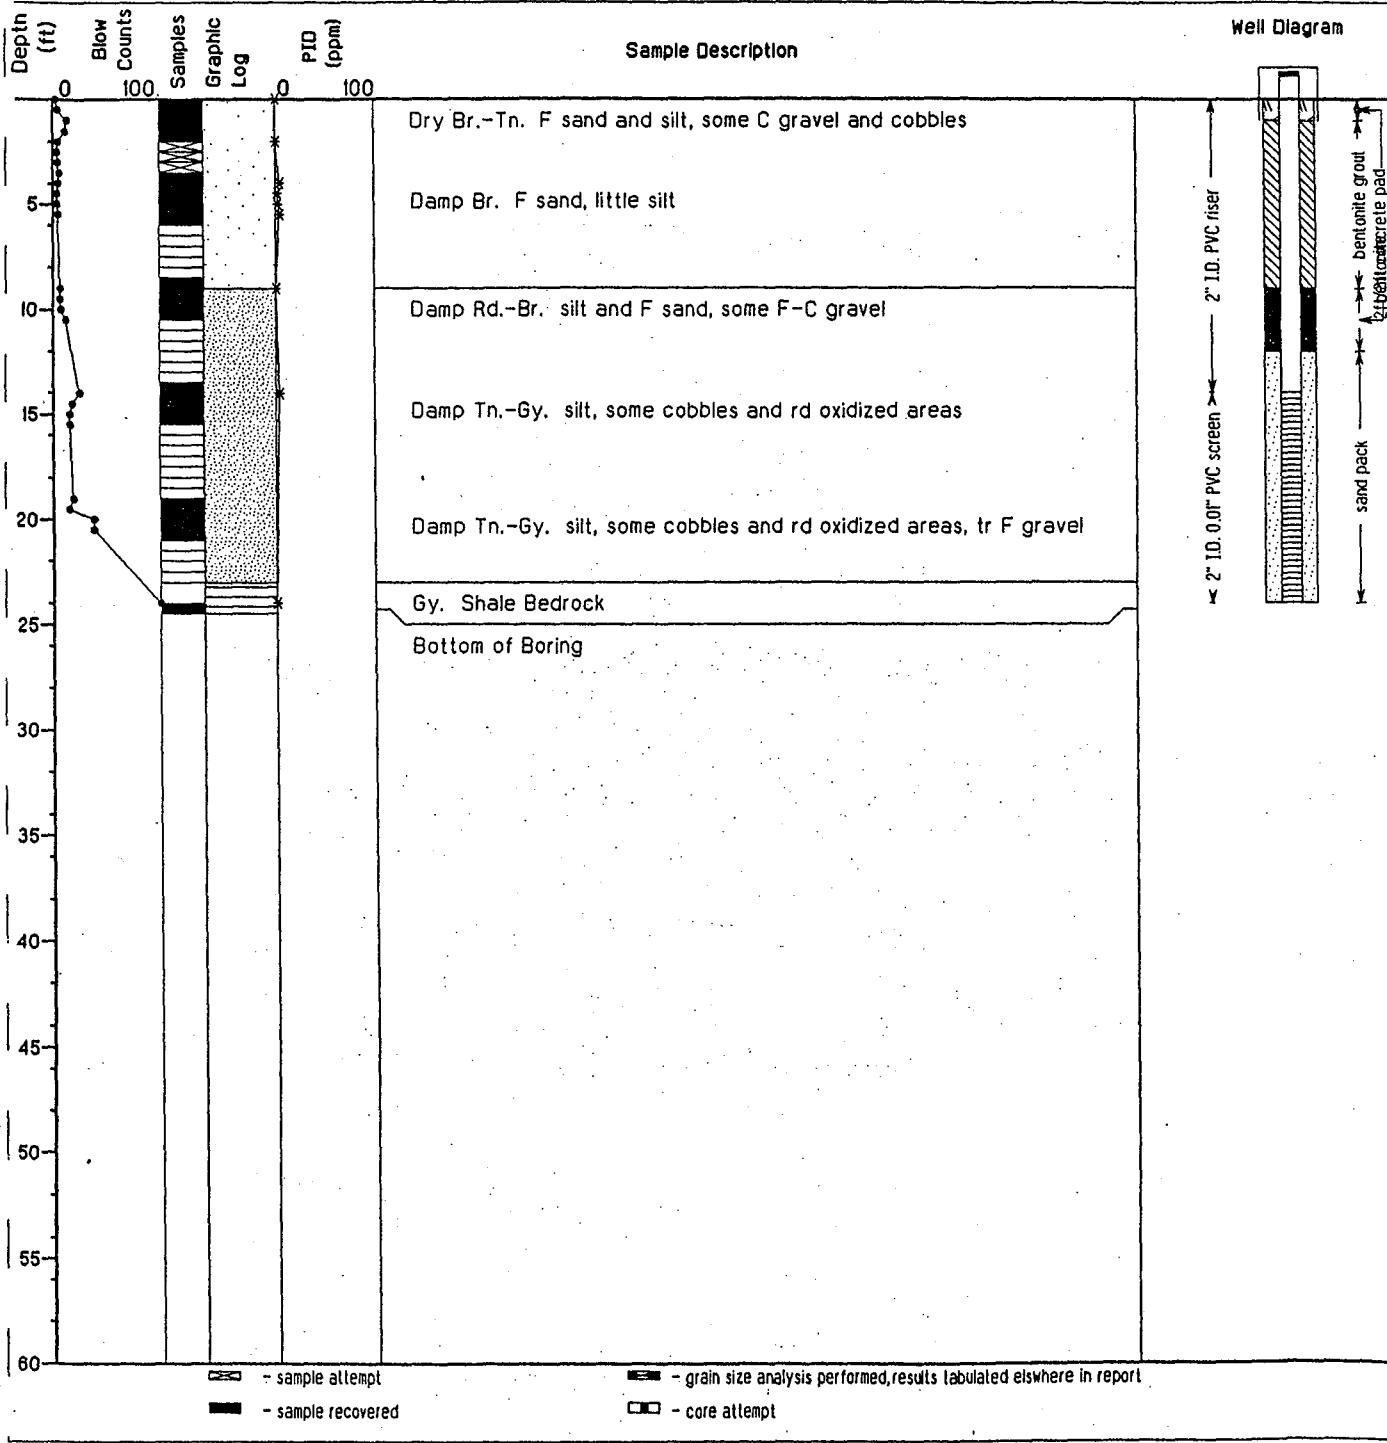 Depth (ft)
Blow Counts
Samples
Graphic Log
PID (ppm)
Sample Description
Well Diagram
0 100
0 100
Dry Br.-Tn. F sand and silt, some C gravel and cobbles
5
Damp Br. F sand, little silt
10
Damp Rd.-Br. silt and F sand, some F-C gravel
15
Damp Tn.-Gy. silt, some cobbles and rd oxidized areas
20
Damp Tn.-Gy. silt, some cobbles and rd oxidized areas, tr F gravel
Gy. Shale Bedrock
25
Bottom of Boring
30
35
40
45
50
55
60
2" I.D. PVC riser
2" I.D. 0.01" PVC screen
bentonite grout
concrete pad
sand pack
- sample attempt
- grain size analysis performed,results tabulated elswhere in report
- sample recovered
- core attempt